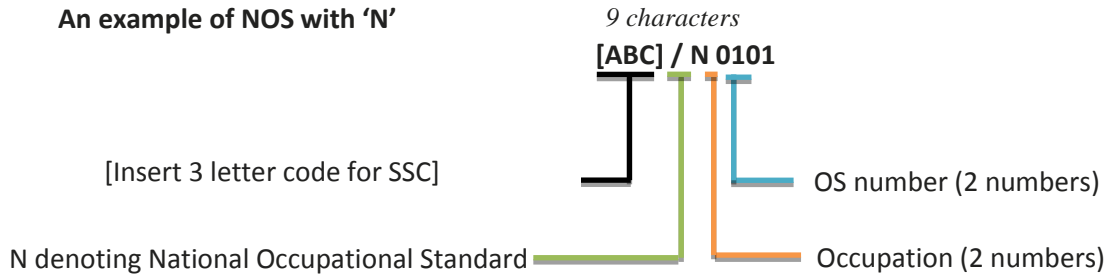 An example of NOS with ‘N’
9 characters
[ABC] / N 0101
[Insert 3 letter code for SSC]
OS number (2 numbers)
N denoting National Occupational Standard
Occupation (2 numbers)